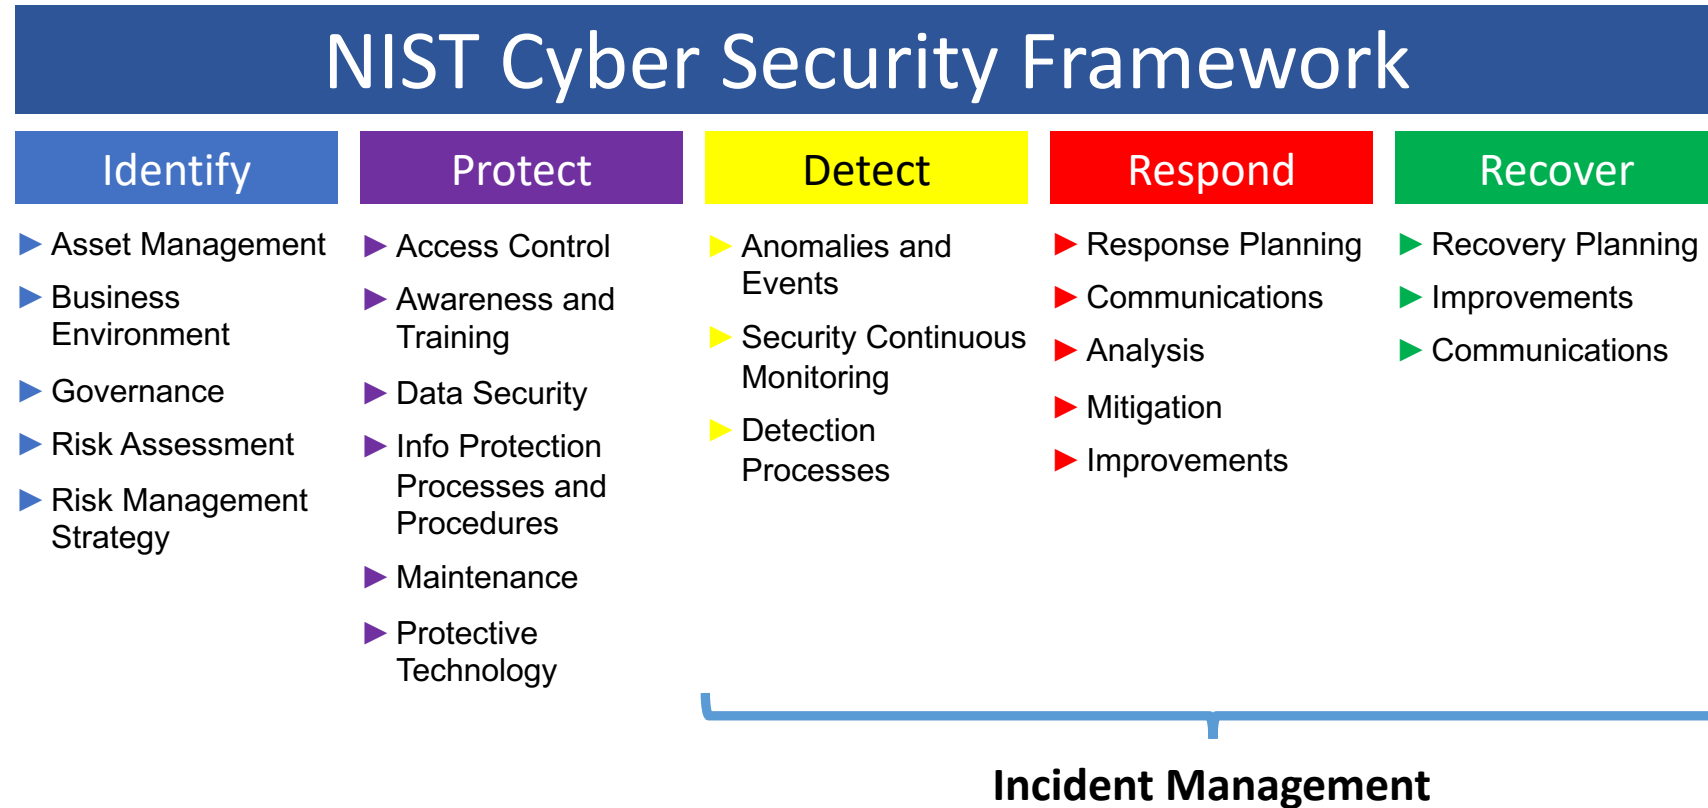 NIST Cyber Security Framework
Identify
Asset Management
Business
Environment
Governance
Risk Assessment
Risk Management
Strategy
Protect
Access Control
Awareness and
Training
Data Security
Info Protection
Processes and
Procedures
Maintenance
Protective
Technology
Detect
Anomalies and
Events
Security Continuous
Monitoring
Detection
Processes
Respond
Response Planning
Communications
Analysis
Mitigation
Improvements
Recover
Recovery Planning
Improvements
Communications
Incident Management